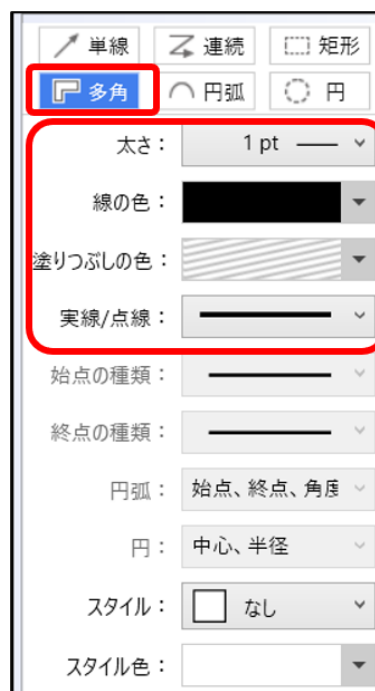 単線 連続 矩形
多角 円弧 円
太さ： 1 pt
線の色：
塗りつぶしの色：
実線/点線：
始点の種類：
終点の種類：
円弧： 始点、終点、角度
円： 中心、半径
スタイル： なし
スタイル色：